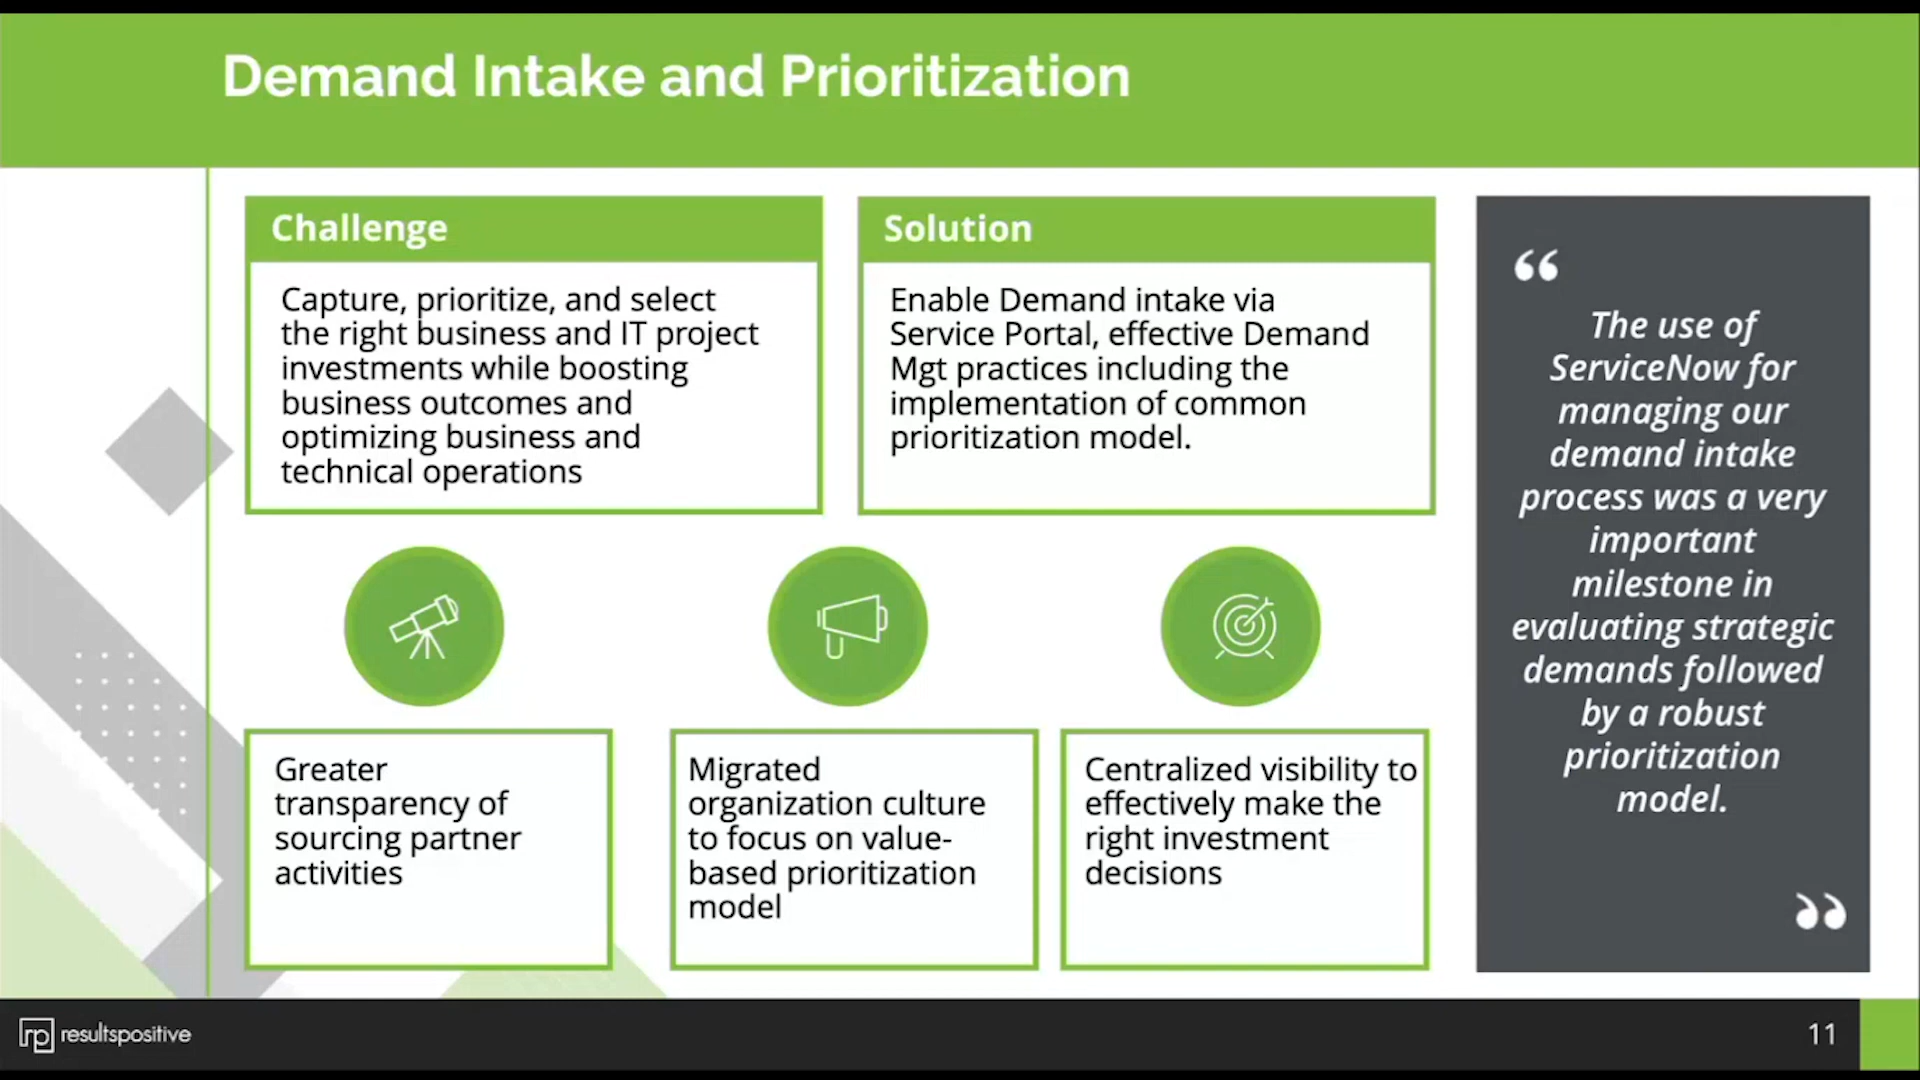 Demand Intake and Prioritization
Challenge
Capture, prioritize, and select
the right business and IT project
investments while boosting
business outcomes and
optimizing business and
technical operations
Solution
Enable Demand intake via
Service Portal, effective Demand
Mgt practices including the
implementation of common
prioritization model.
Greater
transparency of
sourcing partner
activities
Migrated
organization culture
to focus on value-
based prioritization
model
Centralized visibility to
effectively make the
right investment
decisions
“
The use of
ServiceNow for
managing our
demand intake
process was a very
important
milestone in
evaluating strategic
demands followed
by a robust
prioritization
model.
”
rp resultspositive
11